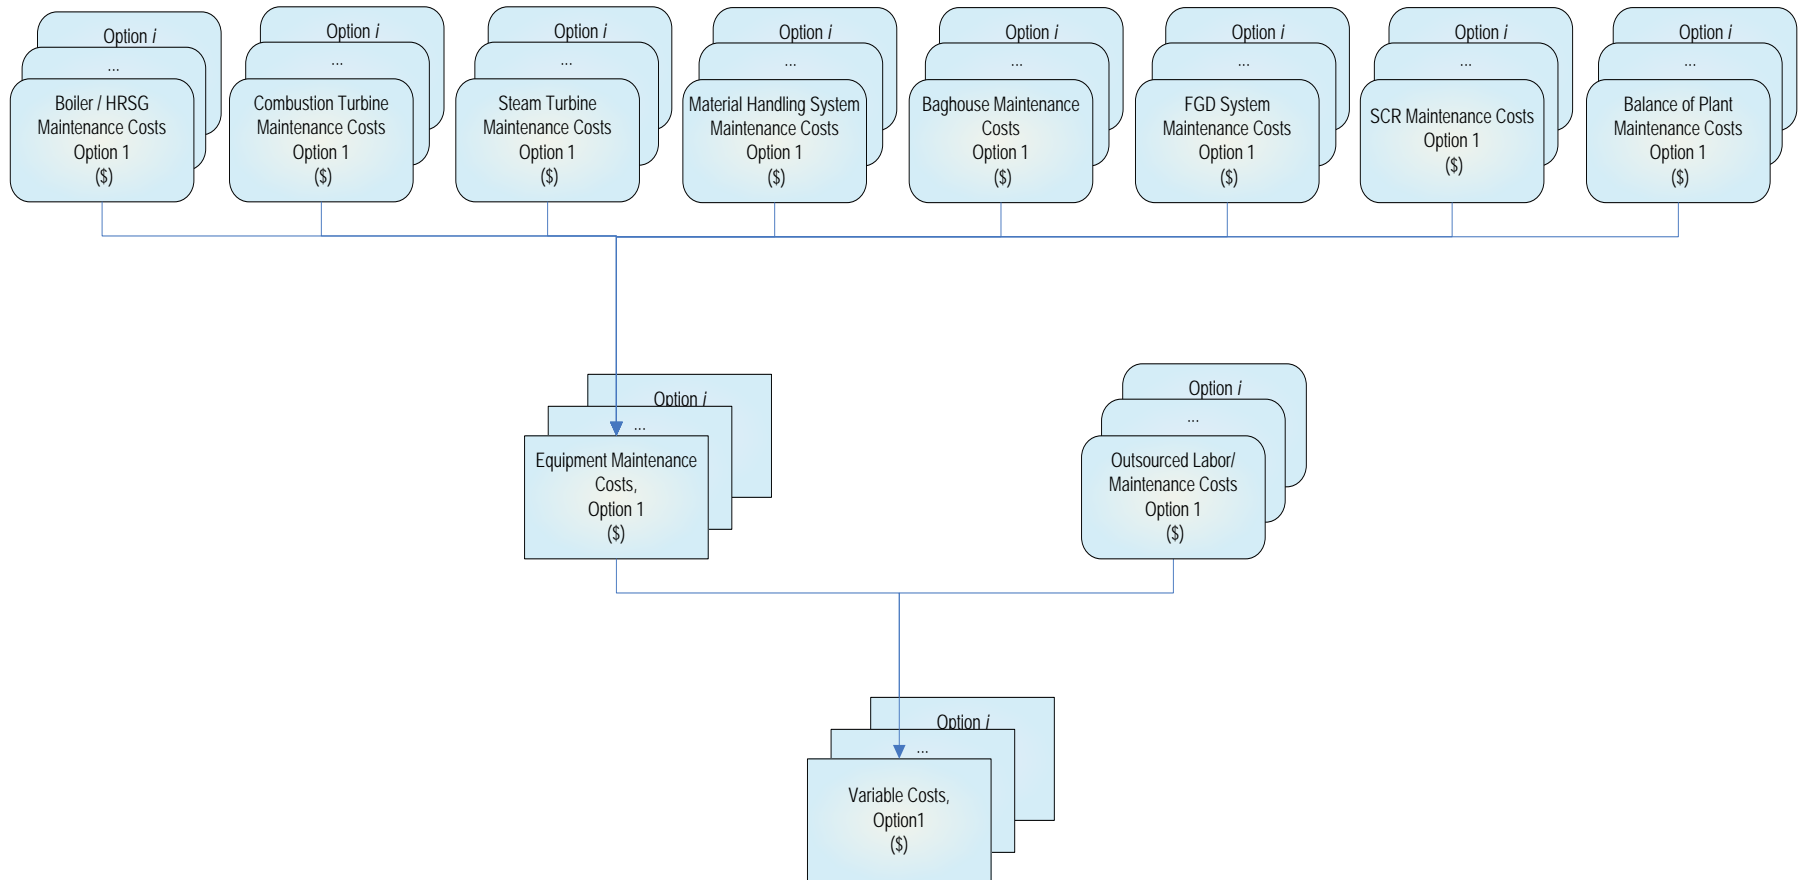 Option i
Option i
Option i
Option i
Option i
Option i
Option i
Option i
...
...
...
...
...
...
...
...
Boiler / HRSG
Maintenance Costs
Option 1
($)
Combustion Turbine
Maintenance Costs
Option 1
($)
Steam Turbine
Maintenance Costs
Option 1
($)
Material Handling System
Maintenance Costs
Option 1
($)
Baghouse Maintenance
Costs
Option 1
($)
FGD System
Maintenance Costs
Option 1
($)
SCR Maintenance Costs
Option 1
($)
Balance of Plant
Maintenance Costs
Option 1
($)
Option i
...
Equipment Maintenance
Costs,
Option 1
($)
Option i
...
Outsourced Labor/
Maintenance Costs
Option 1
($)
Option i
...
Variable Costs,
Option1
($)